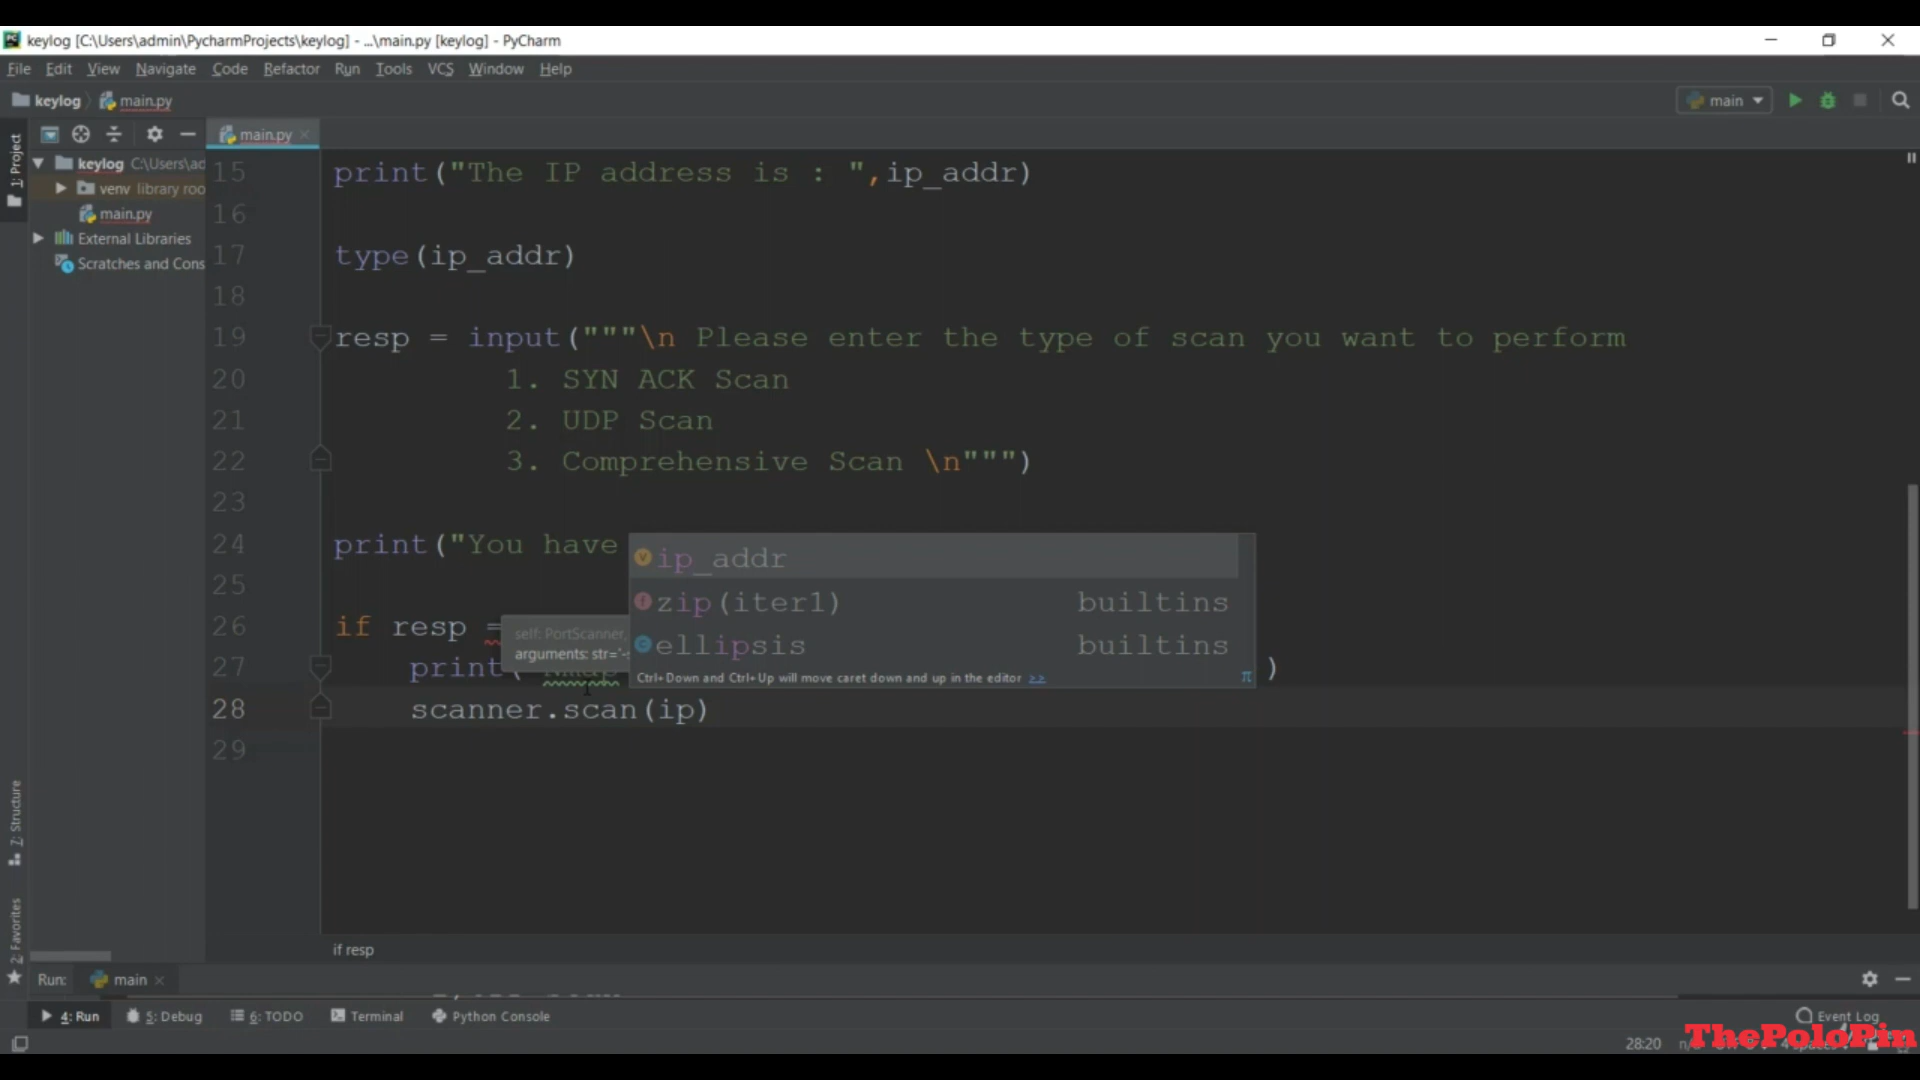 keylog [C:\Users\admin\PycharmProjects\keylog] - ...\main.py [keylog] - PyCharm
File Edit View Navigate Code Refactor Run Tools VCS Window Help
keylog main.py
main
1: Project
main.py
keylog C:\Users\ad
venv library roo
main.py
External Libraries
Scratches and Cons
15 print("The IP address is : ",ip_addr)
16
17 type(ip_addr)
18
19 resp = input("""\n Please enter the type of scan you want to perform
20 1. SYN ACK Scan
21 2. UDP Scan
22 3. Comprehensive Scan \n""")
23
24 print("You have
25
26 if resp =
27 print( )
28 scanner.scan(ip)
29
ip_addr
zip(iter1) builtins
ellipsis builtins
Ctrl+Down and Ctrl+Up will move caret down and up in the editor >>
π
self: PortScanner,
arguments: str='-s
if resp
7: Structure
2: Favorites
Run: main
4: Run 5: Debug 6: TODO Terminal Python Console
Event Log
28:20
ThePoloPin